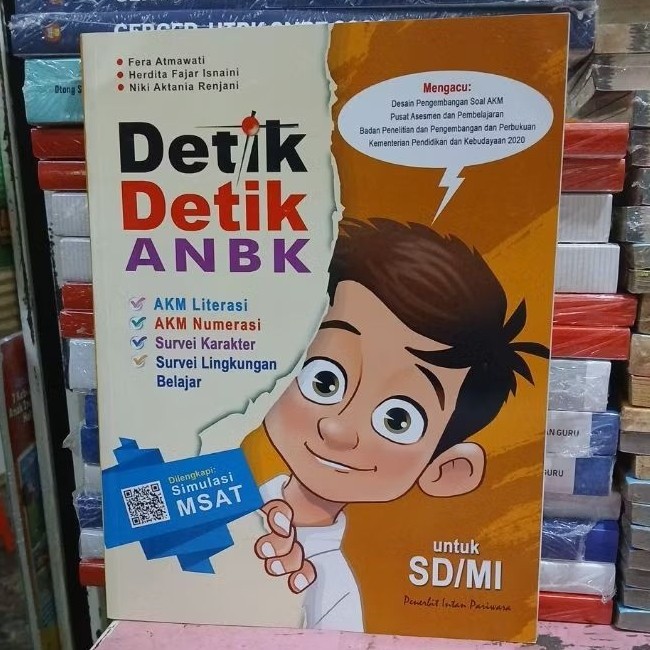 Fera Atmawati
Herdita Fajar Isnaini
Niki Aktania Renjani
Mengacu:
Desain Pengembangan Soal AKM
Pusat Asesmen dan Pembelajaran
Badan Penelitian dan Pengembangan dan Perbukuan
Kementerian Pendidikan dan Kebudayaan 2020
Detik
Detik
ANBK
AKM Literasi
AKM Numerasi
Survei Karakter
Survei Lingkungan
Belajar
Dilengkapi:
Simulasi
MSAT
untuk
SD/MI
Penerbit Intan Pariwara